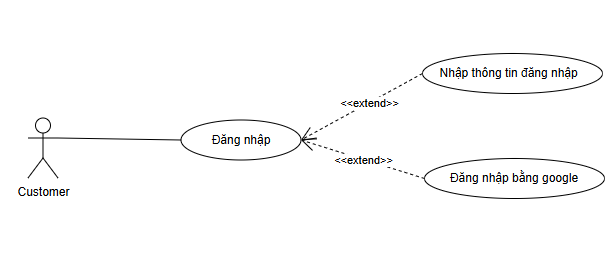 Nhập thông tin đăng nhập
<<extend>>
Đăng nhập
<<extend>>
Đăng nhập bằng google
Customer